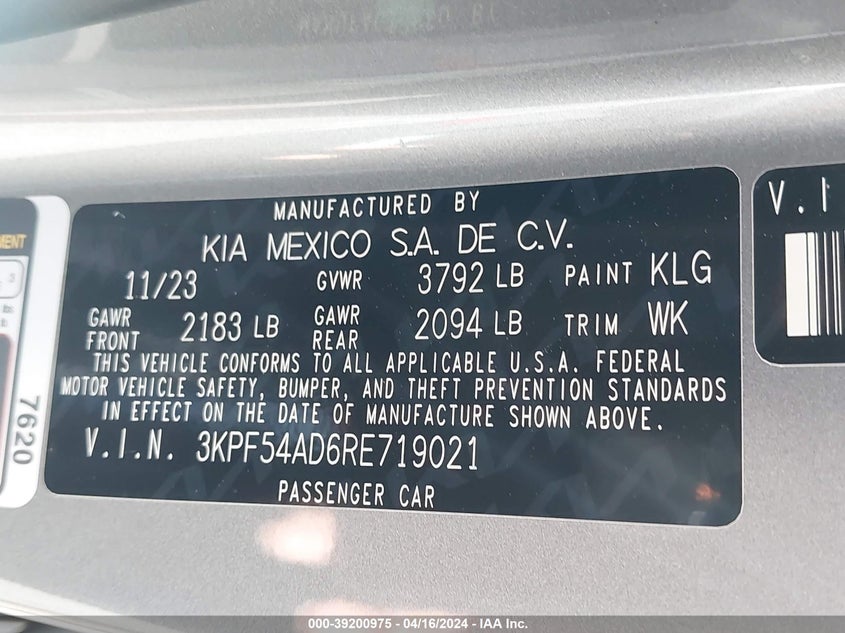 MANUFACTURED BY
KIA MEXICO S.A. DE C.V.
11/23 GVWR 3792 LB PAINT KLG
GAWR FRONT 2183 LB GAWR REAR 2094 LB TRIM WK
THIS VEHICLE CONFORMS TO ALL APPLICABLE U.S.A. FEDERAL
MOTOR VEHICLE SAFETY, BUMPER, AND THEFT PREVENTION STANDARDS
IN EFFECT ON THE DATE OF MANUFACTURE SHOWN ABOVE.
V.I.N. 3KPF54AD6RE719021
PASSENGER CAR
7620
V.I
000-39200975 - 04/16/2024 - IAA Inc.